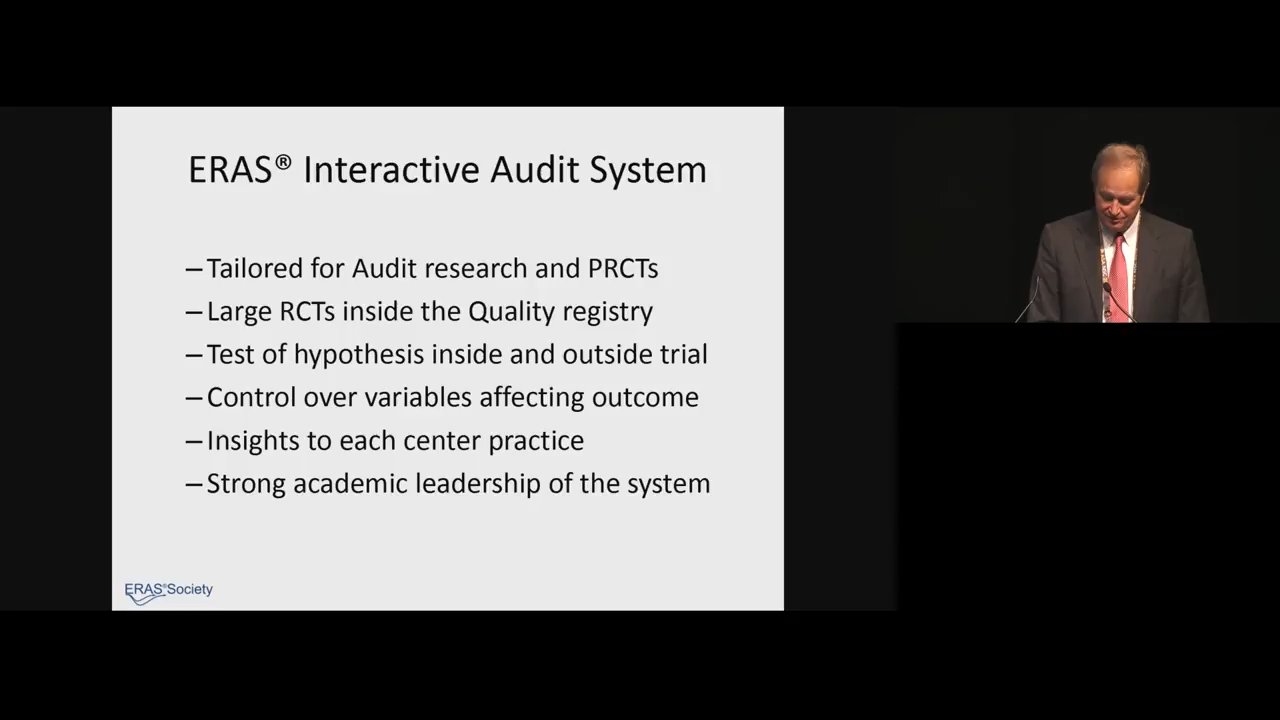 ERAS® Interactive Audit System
– Tailored for Audit research and PRCTs
– Large RCTs inside the Quality registry
– Test of hypothesis inside and outside trial
– Control over variables affecting outcome
– Insights to each center practice
– Strong academic leadership of the system
ERAS®Society